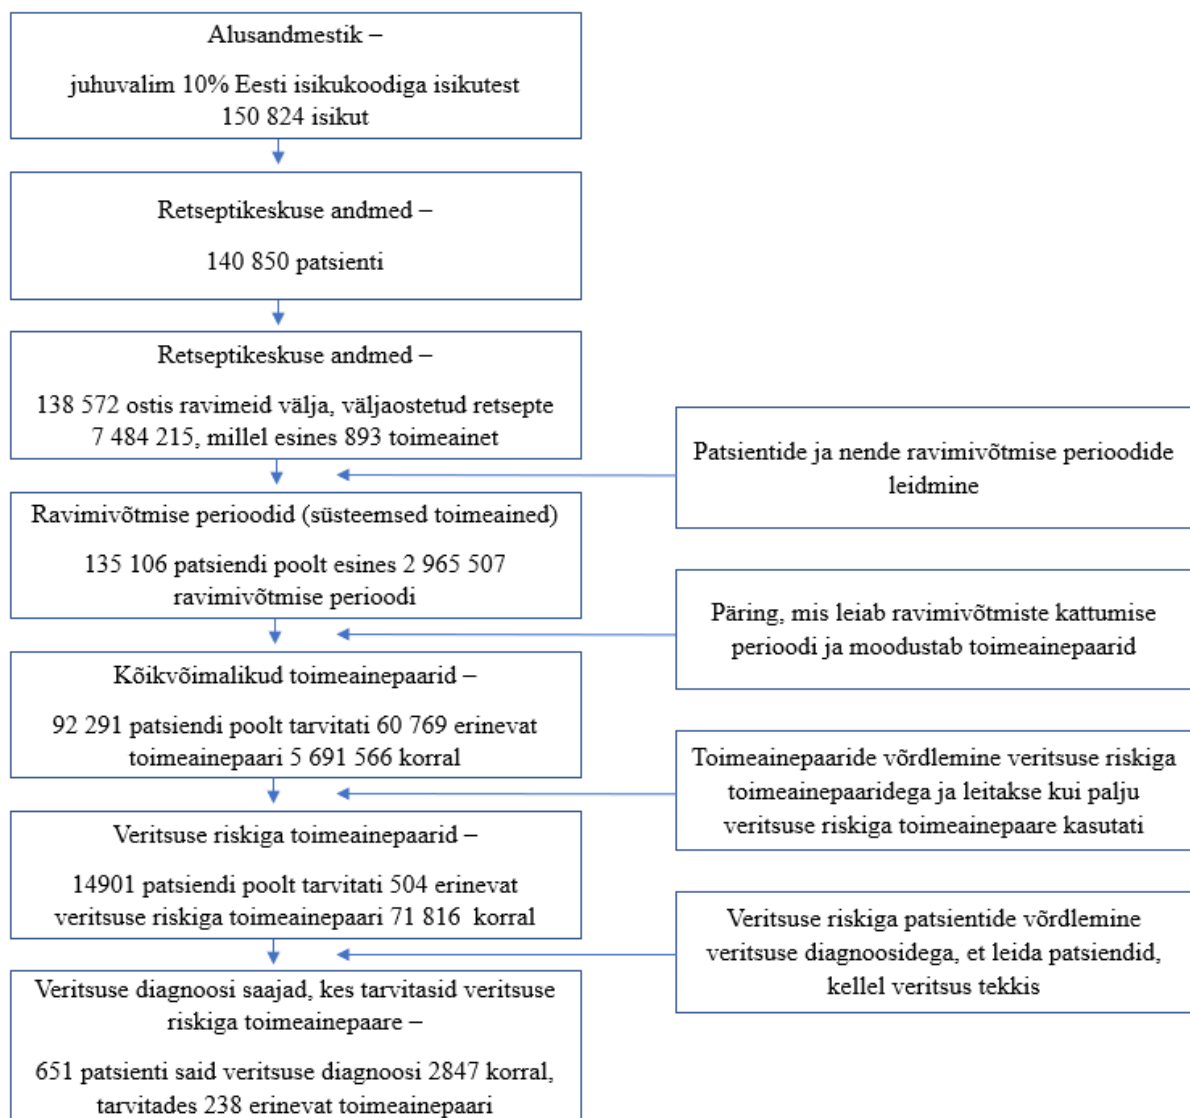 Alusandmestik –
juhuvalim 10% Eesti isikukoodiga isikutest
150 824 isikut
Retseptikeskuse andmed –
140 850 patsienti
Retseptikeskuse andmed –
138 572 ostis ravimeid välja, väljaostetud retsepte
7 484 215, millel esines 893 toimeainet
Patsientide ja nende ravimivõtmise perioodide
leidmine
Ravimivõtmise perioodid (süsteemsed toimeained)
135 106 patsiendi poolt esines 2 965 507
ravimivõtmise perioodi
Päring, mis leiab ravimivõtmiste kattumise
perioodi ja moodustab toimeainepaarid
Kõikvõimalikud toimeainepaarid –
92 291 patsiendi poolt tarvitati 60 769 erinevat
toimeainepaari 5 691 566 korral
Toimeainepaaride võrdlemine veritsuse riskiga
toimeainepaaridega ja leitakse kui palju
veritsuse riskiga toimeainepaare kasutati
Veritsuse riskiga toimeainepaarid –
14901 patsiendi poolt tarvitati 504 erinevat
veritsuse riskiga toimeainepaari 71 816 korral
Veritsuse riskiga patsientide võrdlemine
veritsuse diagnoosidega, et leida patsiendid,
kellel veritsus tekkis
Veritsuse diagnoosi saajad, kes tarvitasid veritsuse
riskiga toimeainepaare –
651 patsienti said veritsuse diagnoosi 2847 korral,
tarvitades 238 erinevat toimeainepaari